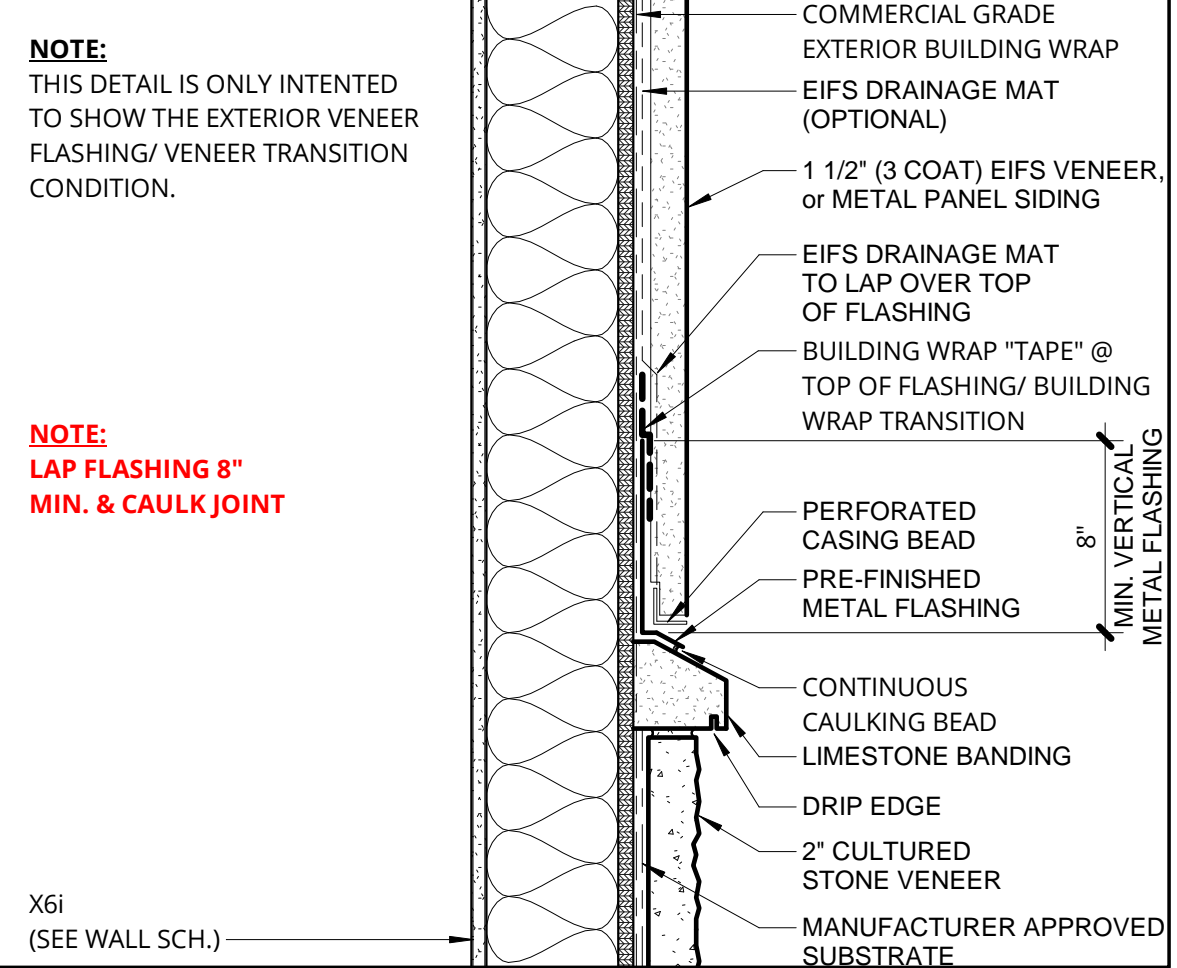 NOTE:
THIS DETAIL IS ONLY INTENTED
TO SHOW THE EXTERIOR VENEER
FLASHING/ VENEER TRANSITION
CONDITION.
NOTE:
LAP FLASHING 8"
MIN. & CAULK JOINT
X6i
(SEE WALL SCH.)
COMMERCIAL GRADE
EXTERIOR BUILDING WRAP
EIFS DRAINAGE MAT
(OPTIONAL)
1 1/2" (3 COAT) EIFS VENEER,
or METAL PANEL SIDING
EIFS DRAINAGE MAT
TO LAP OVER TOP
OF FLASHING
BUILDING WRAP "TAPE" @
TOP OF FLASHING/ BUILDING
WRAP TRANSITION
PERFORATED
CASING BEAD
PRE-FINISHED
METAL FLASHING
CONTINUOUS
CAULKING BEAD
LIMESTONE BANDING
DRIP EDGE
2" CULTURED
STONE VENEER
MANUFACTURER APPROVED
SUBSTRATE
8"
MIN. VERTICAL
METAL FLASHING